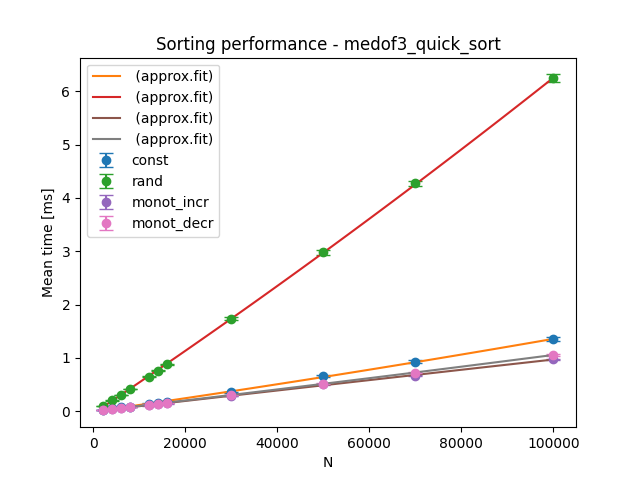 Sorting performance - medof3_quick_sort
(approx.fit)
(approx.fit)
(approx.fit)
(approx.fit)
const
rand
monot_incr
monot_decr
Mean time [ms]
6
5
4
3
2
1
0
0 20000 40000 60000 80000 100000
N